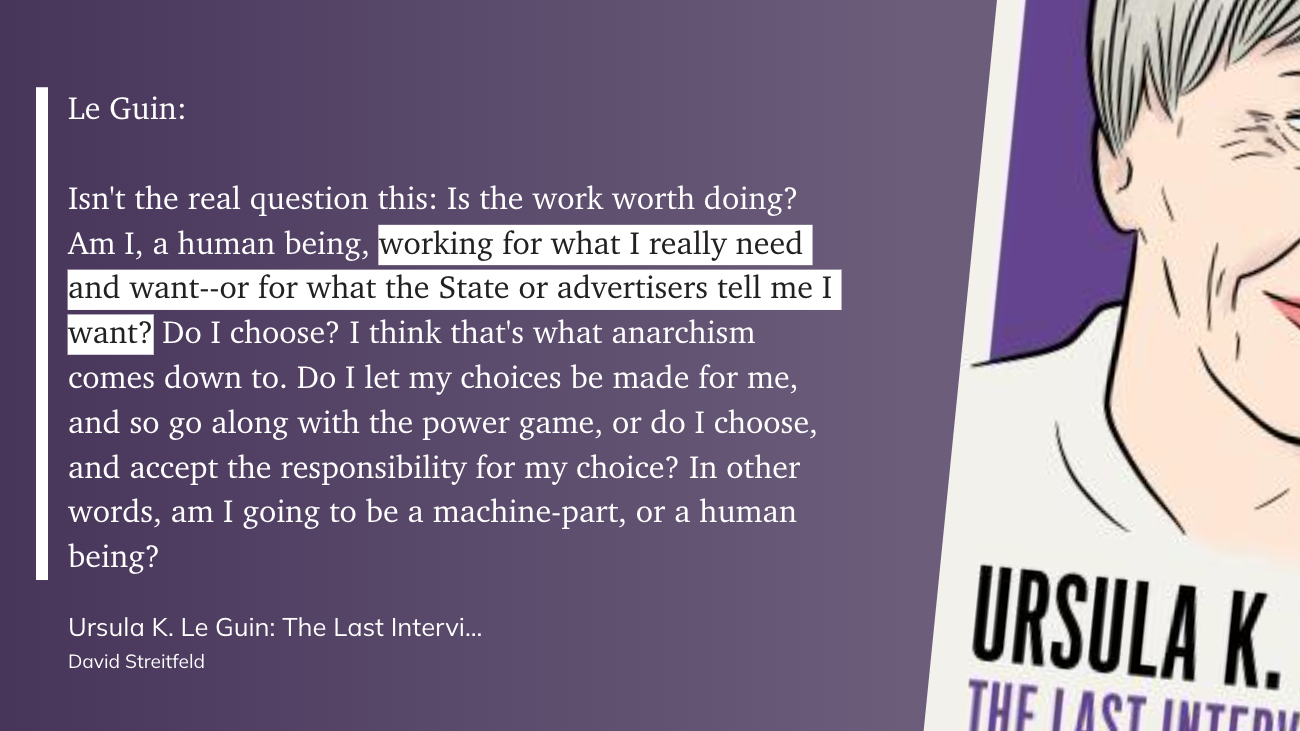 Le Guin:
Isn't the real question this: Is the work worth doing?
Am I, a human being, working for what I really need
and want--or for what the State or advertisers tell me I
want? Do I choose? I think that's what anarchism
comes down to. Do I let my choices be made for me,
and so go along with the power game, or do I choose,
and accept the responsibility for my choice? In other
words, am I going to be a machine-part, or a human
being?
Ursula K. Le Guin: The Last Intervi...
David Streitfeld
URSULA K.
THE LAST INTERV